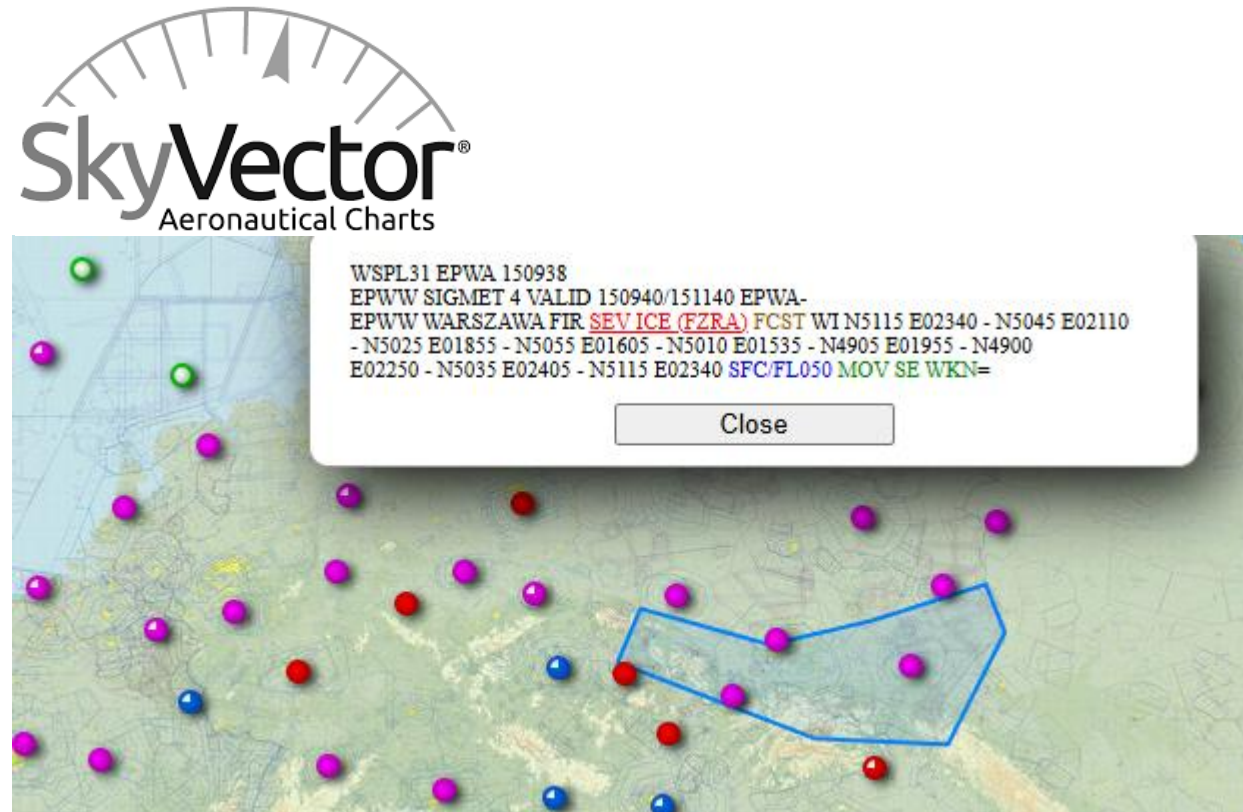 SkyVector®
Aeronautical Charts
WSPL31 EPWA 150938
EPWW SIGMET 4 VALID 150940/151140 EPWA-
EPWW WARSZAWA FIR SEV ICE (FZRA) FCST WI N5115 E02340 - N5045 E02110
- N5025 E01855 - N5055 E01605 - N5010 E01535 - N4905 E01955 - N4900
E02250 - N5035 E02405 - N5115 E02340 SFC/FL050 MOV SE WKN=
Close